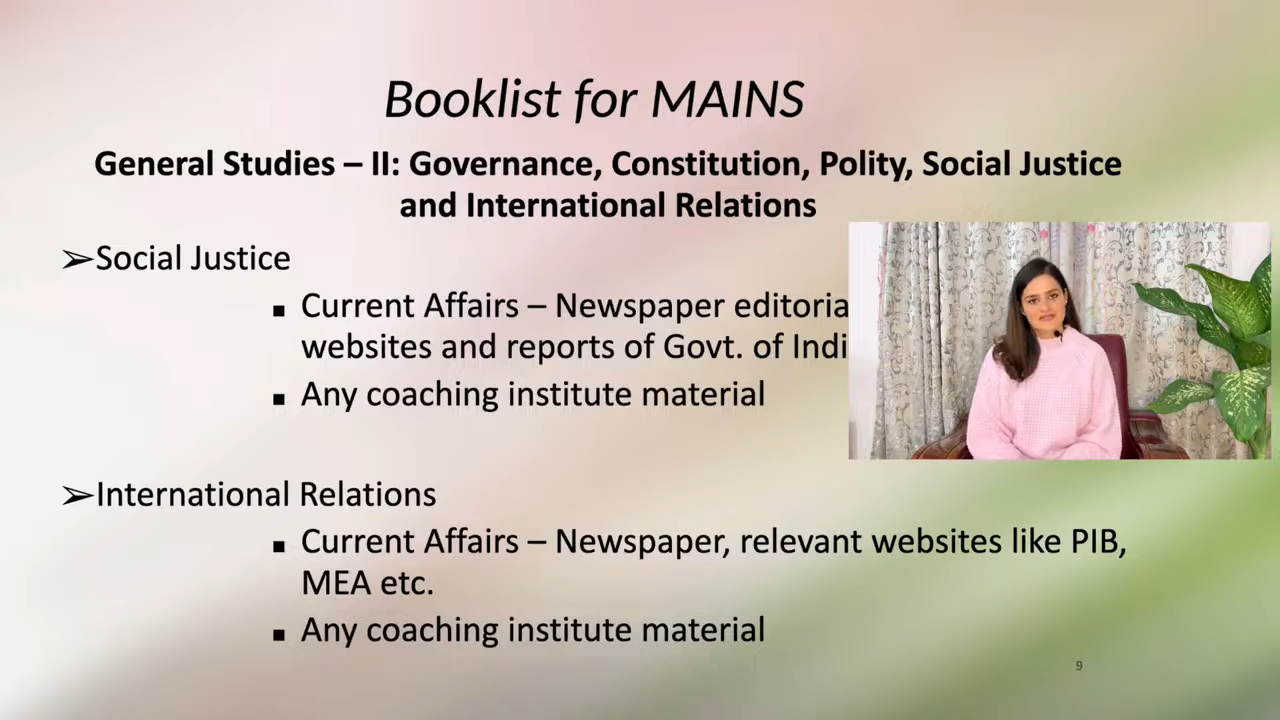 Booklist for MAINS
General Studies – II: Governance, Constitution, Polity, Social Justice
and International Relations
➢Social Justice
▪ Current Affairs – Newspaper editoria
websites and reports of Govt. of Indi
▪ Any coaching institute material
➢International Relations
▪ Current Affairs – Newspaper, relevant websites like PIB,
MEA etc.
▪ Any coaching institute material
9